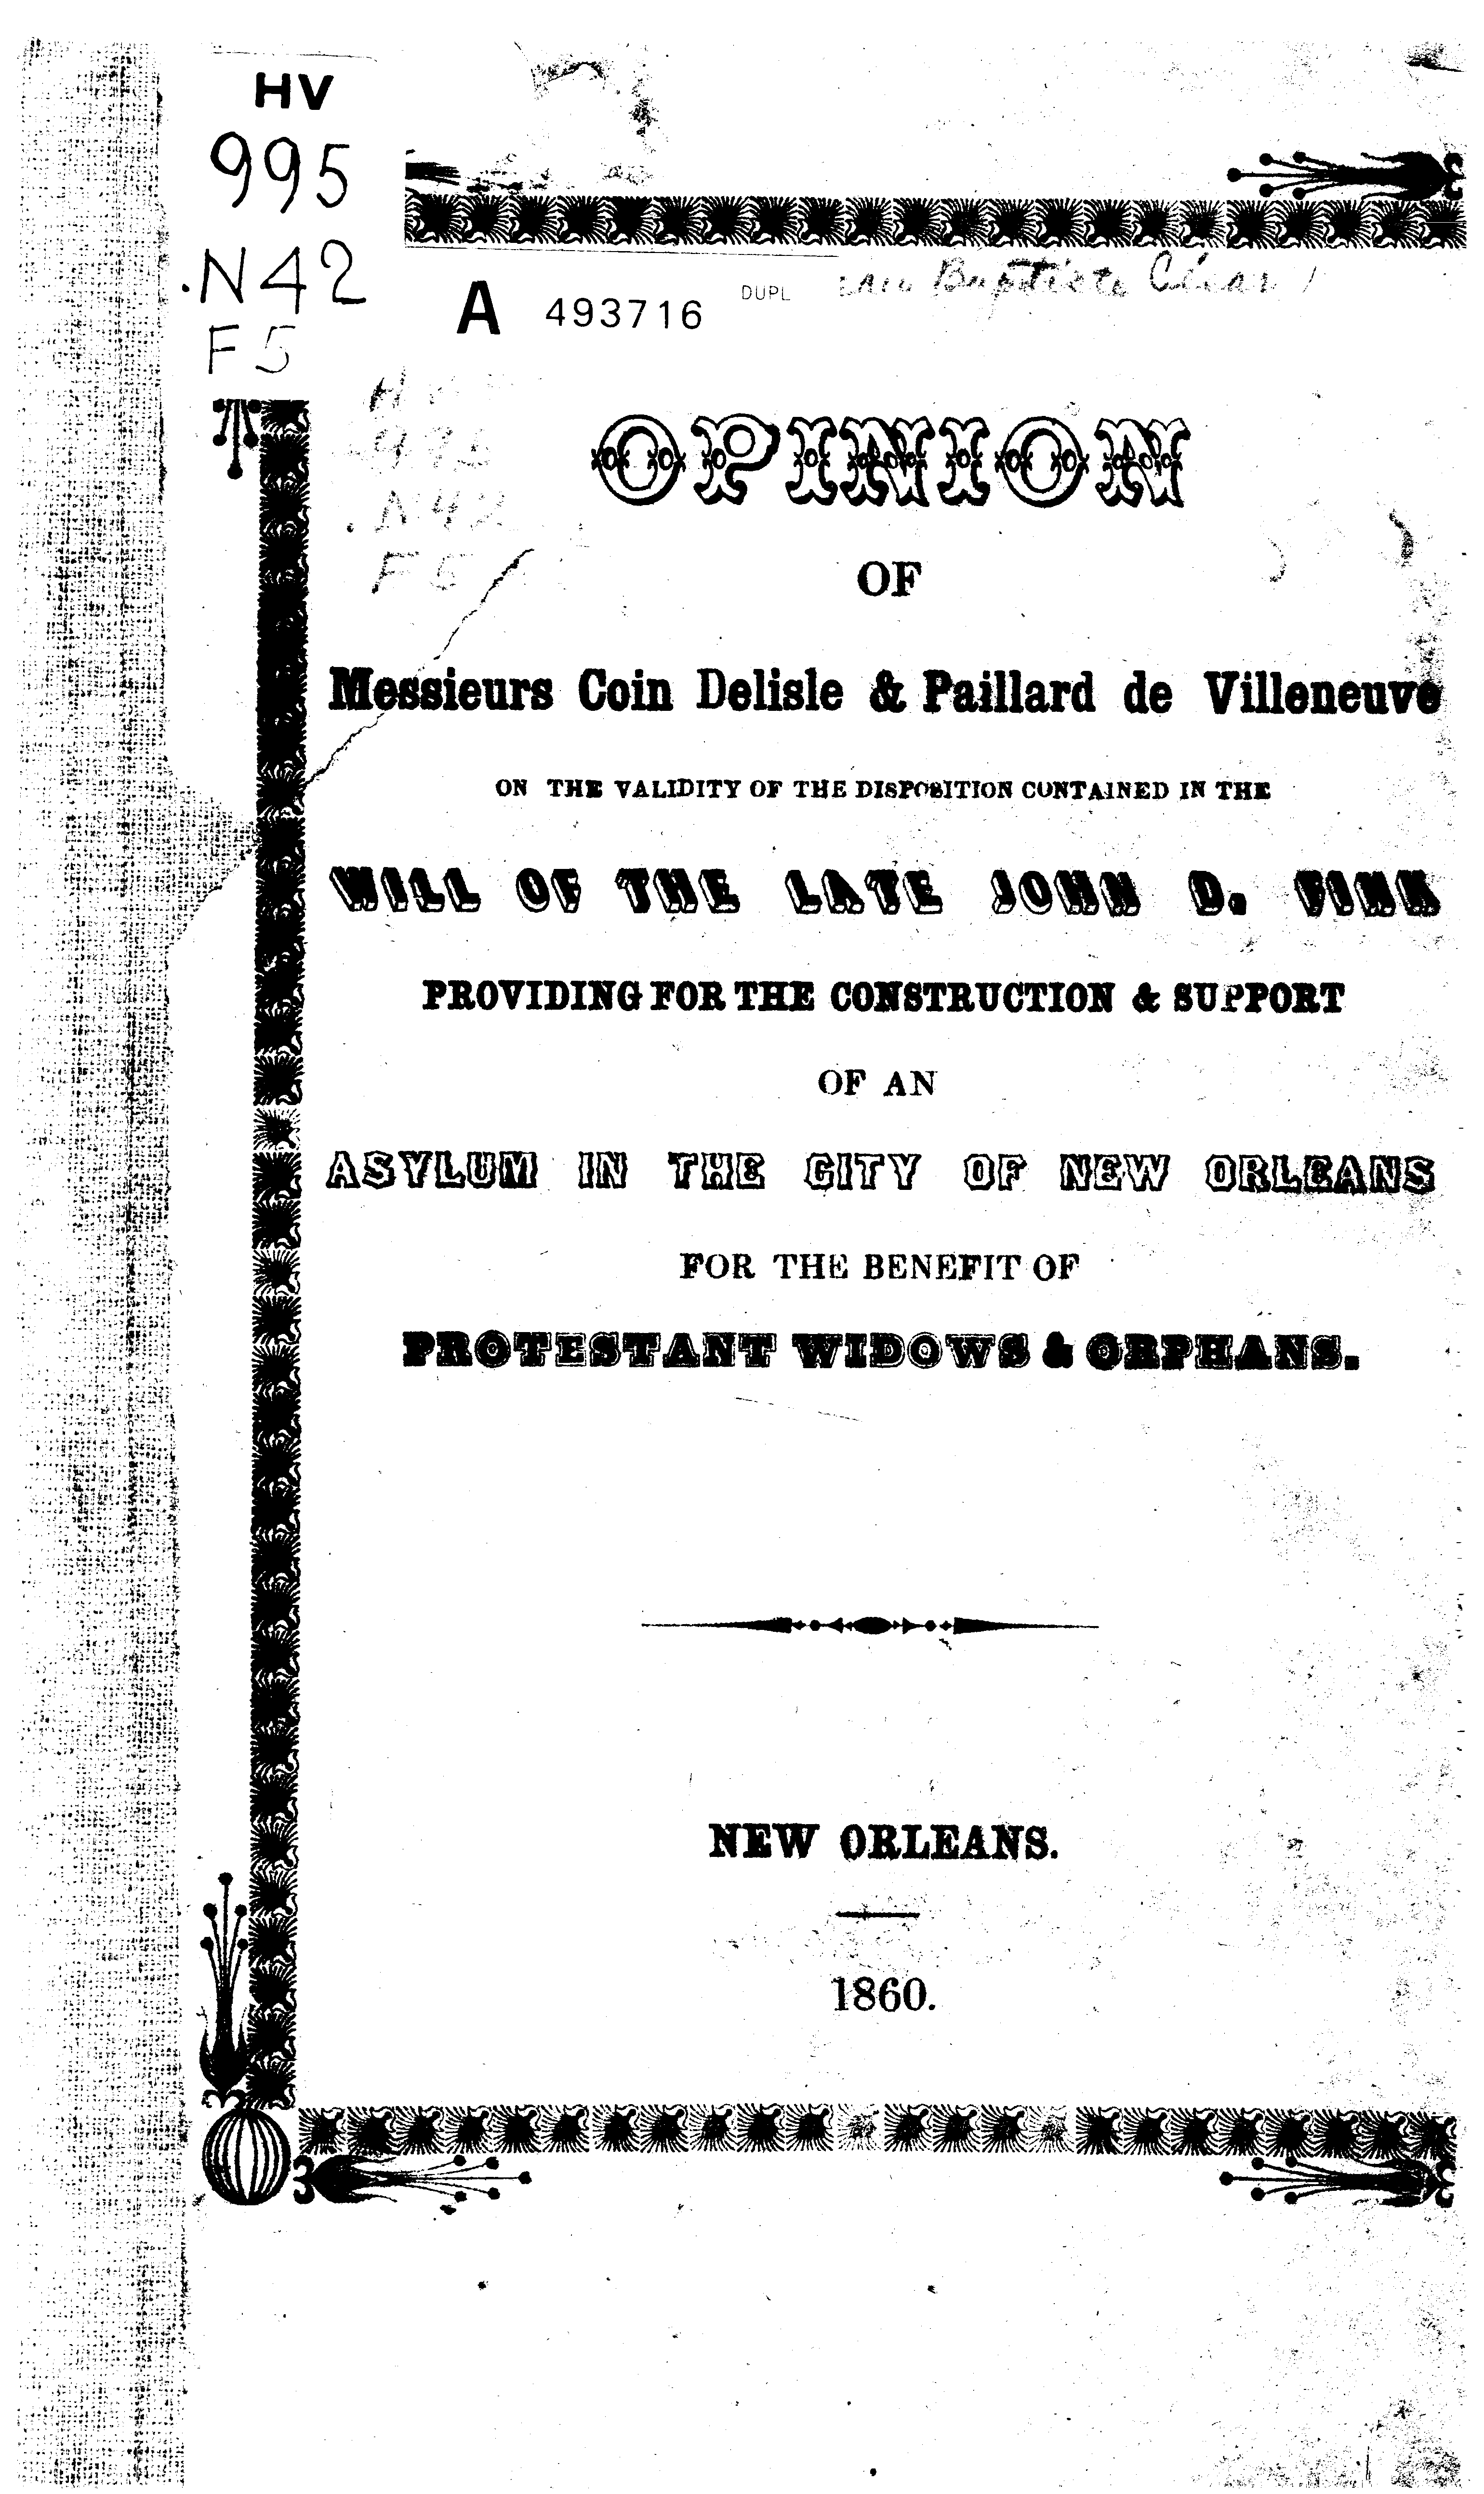 HV
995
.N42
F5
A 493716 DUPL Baptiste
H
995
.N42
F5
OPINION
OF
Messieurs Coin Delisle & Paillard de Villeneuve
ON THE VALIDITY OF THE DISPOSITION CONTAINED IN THE
WILL OF THE LATE JOHN D. FINK
PROVIDING FOR THE CONSTRUCTION & SUPPORT
OF AN
ASYLUM IN THE CITY OF NEW ORLEANS
FOR THE BENEFIT OF
PROTESTANT WIDOWS & ORPHANS.
NEW ORLEANS.
1860.